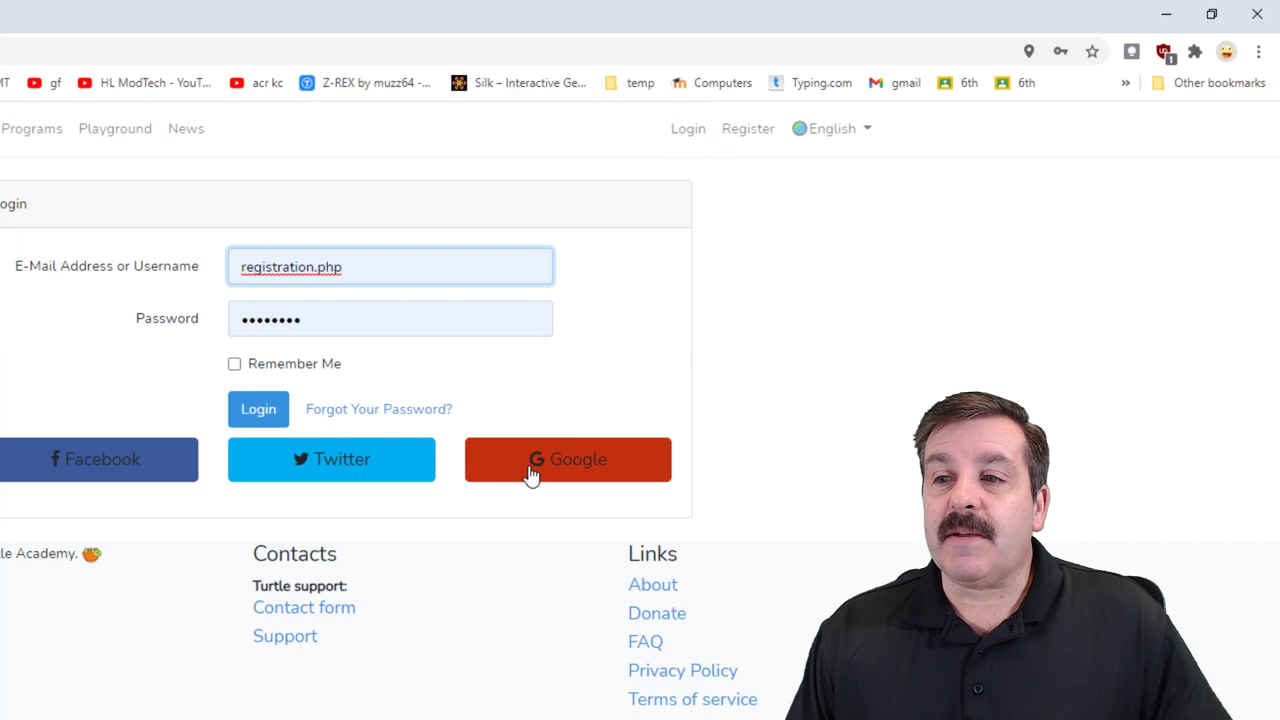 MT gf HL ModTech - YouT... acr kc Z-REX by muzz64 -... Silk – Interactive Ge... temp Computers Typing.com gmail 6th 6th » Other bookmarks
Programs Playground News Login Register English
ogin
E-Mail Address or Username registration.php
Password ••••••••
Remember Me
Login Forgot Your Password?
Facebook Twitter Google
tle Academy.
Contacts
Turtle support:
Contact form
Support
Links
About
Donate
FAQ
Privacy Policy
Terms of service